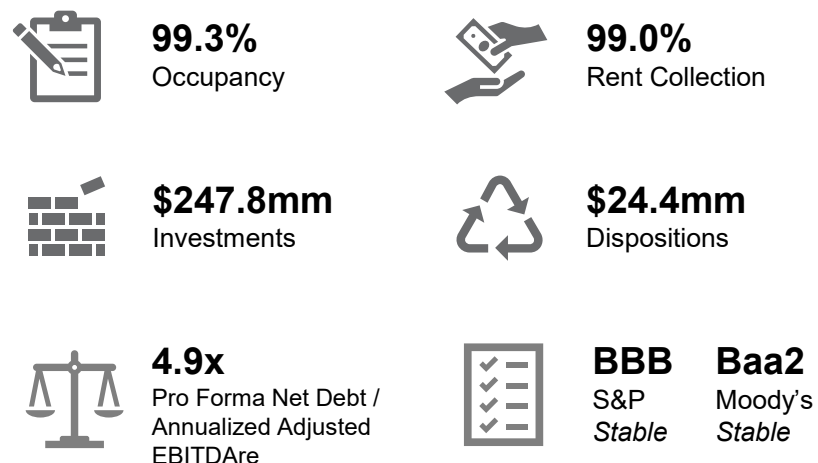 99.3%
Occupancy
99.0%
Rent Collection
$247.8mm
Investments
$24.4mm
Dispositions
4.9x
Pro Forma Net Debt /
Annualized Adjusted
EBITDAre
BBB
S&P
Stable
Baa2
Moody’s
Stable